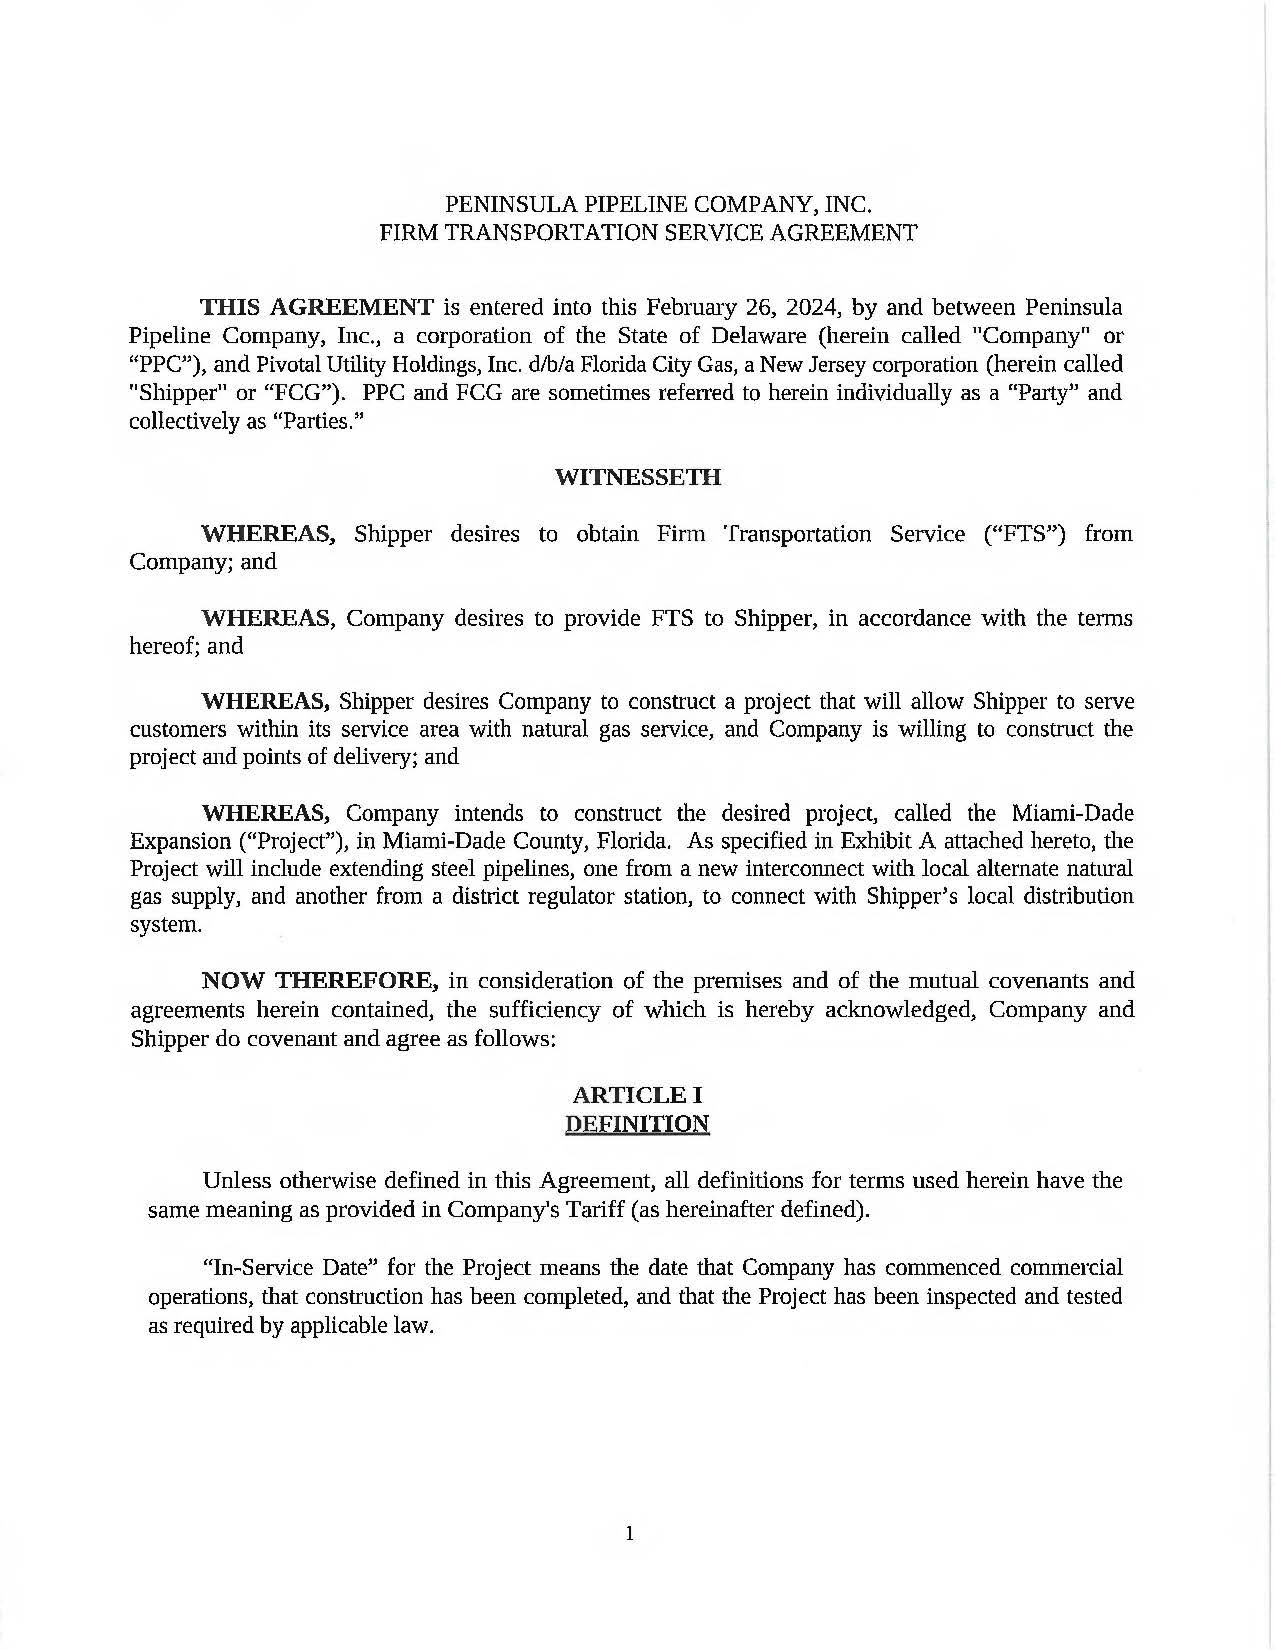 PENINSULA PIPELINE COMPANY, INC.
FIRM TRANSPORTATION SERVICE AGREEMENT
THIS AGREEMENT is entered into this February 26, 2024, by and between Peninsula
Pipeline Company, Inc., a corporation of the State of Delaware (herein called "Company" or
“PPC”), and Pivotal Utility Holdings, Inc. d/b/a Florida City Gas, a New Jersey corporation (herein called
"Shipper" or “FCG”). PPC and FCG are sometimes referred to herein individually as a “Party” and
collectively as “Parties.”
WITNESSETH
WHEREAS, Shipper desires to obtain Firm Transportation Service (“FTS”) from
Company; and
WHEREAS, Company desires to provide FTS to Shipper, in accordance with the terms
hereof; and
WHEREAS, Shipper desires Company to construct a project that will allow Shipper to serve
customers within its service area with natural gas service, and Company is willing to construct the
project and points of delivery; and
WHEREAS, Company intends to construct the desired project, called the Miami-Dade
Expansion (“Project”), in Miami-Dade County, Florida. As specified in Exhibit A attached hereto, the
Project will include extending steel pipelines, one from a new interconnect with local alternate natural
gas supply, and another from a district regulator station, to connect with Shipper’s local distribution
system.
NOW THEREFORE, in consideration of the premises and of the mutual covenants and
agreements herein contained, the sufficiency of which is hereby acknowledged, Company and
Shipper do covenant and agree as follows:
ARTICLE I
DEFINITION
Unless otherwise defined in this Agreement, all definitions for terms used herein have the
same meaning as provided in Company's Tariff (as hereinafter defined).
“In-Service Date” for the Project means the date that Company has commenced commercial
operations, that construction has been completed, and that the Project has been inspected and tested
as required by applicable law.
1